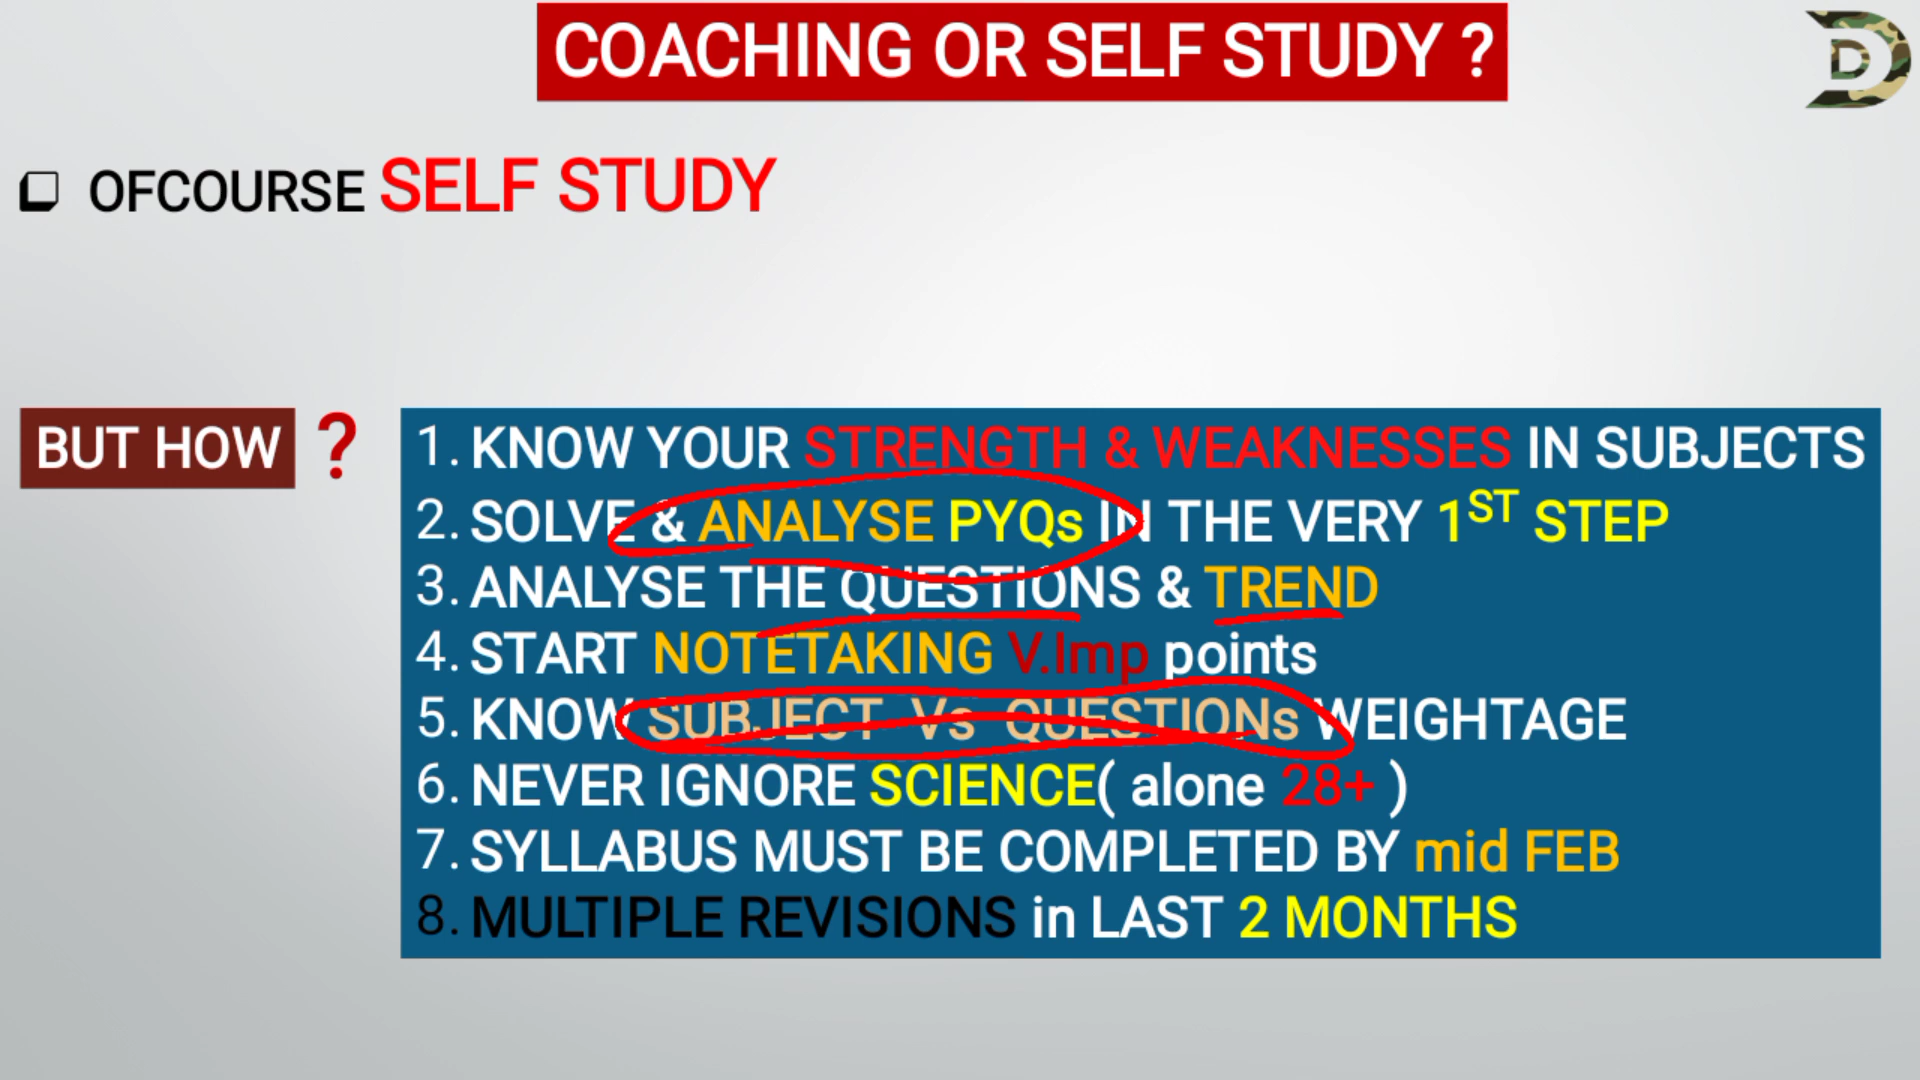 COACHING OR SELF STUDY ?
D
OFCOURSE SELF STUDY
BUT HOW ?
1. KNOW YOUR STRENGTH & WEAKNESSES IN SUBJECTS
2. SOLVE & ANALYSE PYQs IN THE VERY 1ST STEP
3. ANALYSE THE QUESTIONS & TREND
4. START NOTETAKING V.Imp points
5. KNOW SUBJECT Vs QUESTIONs WEIGHTAGE
6. NEVER IGNORE SCIENCE( alone 28+ )
7. SYLLABUS MUST BE COMPLETED BY mid FEB
8. MULTIPLE REVISIONS in LAST 2 MONTHS